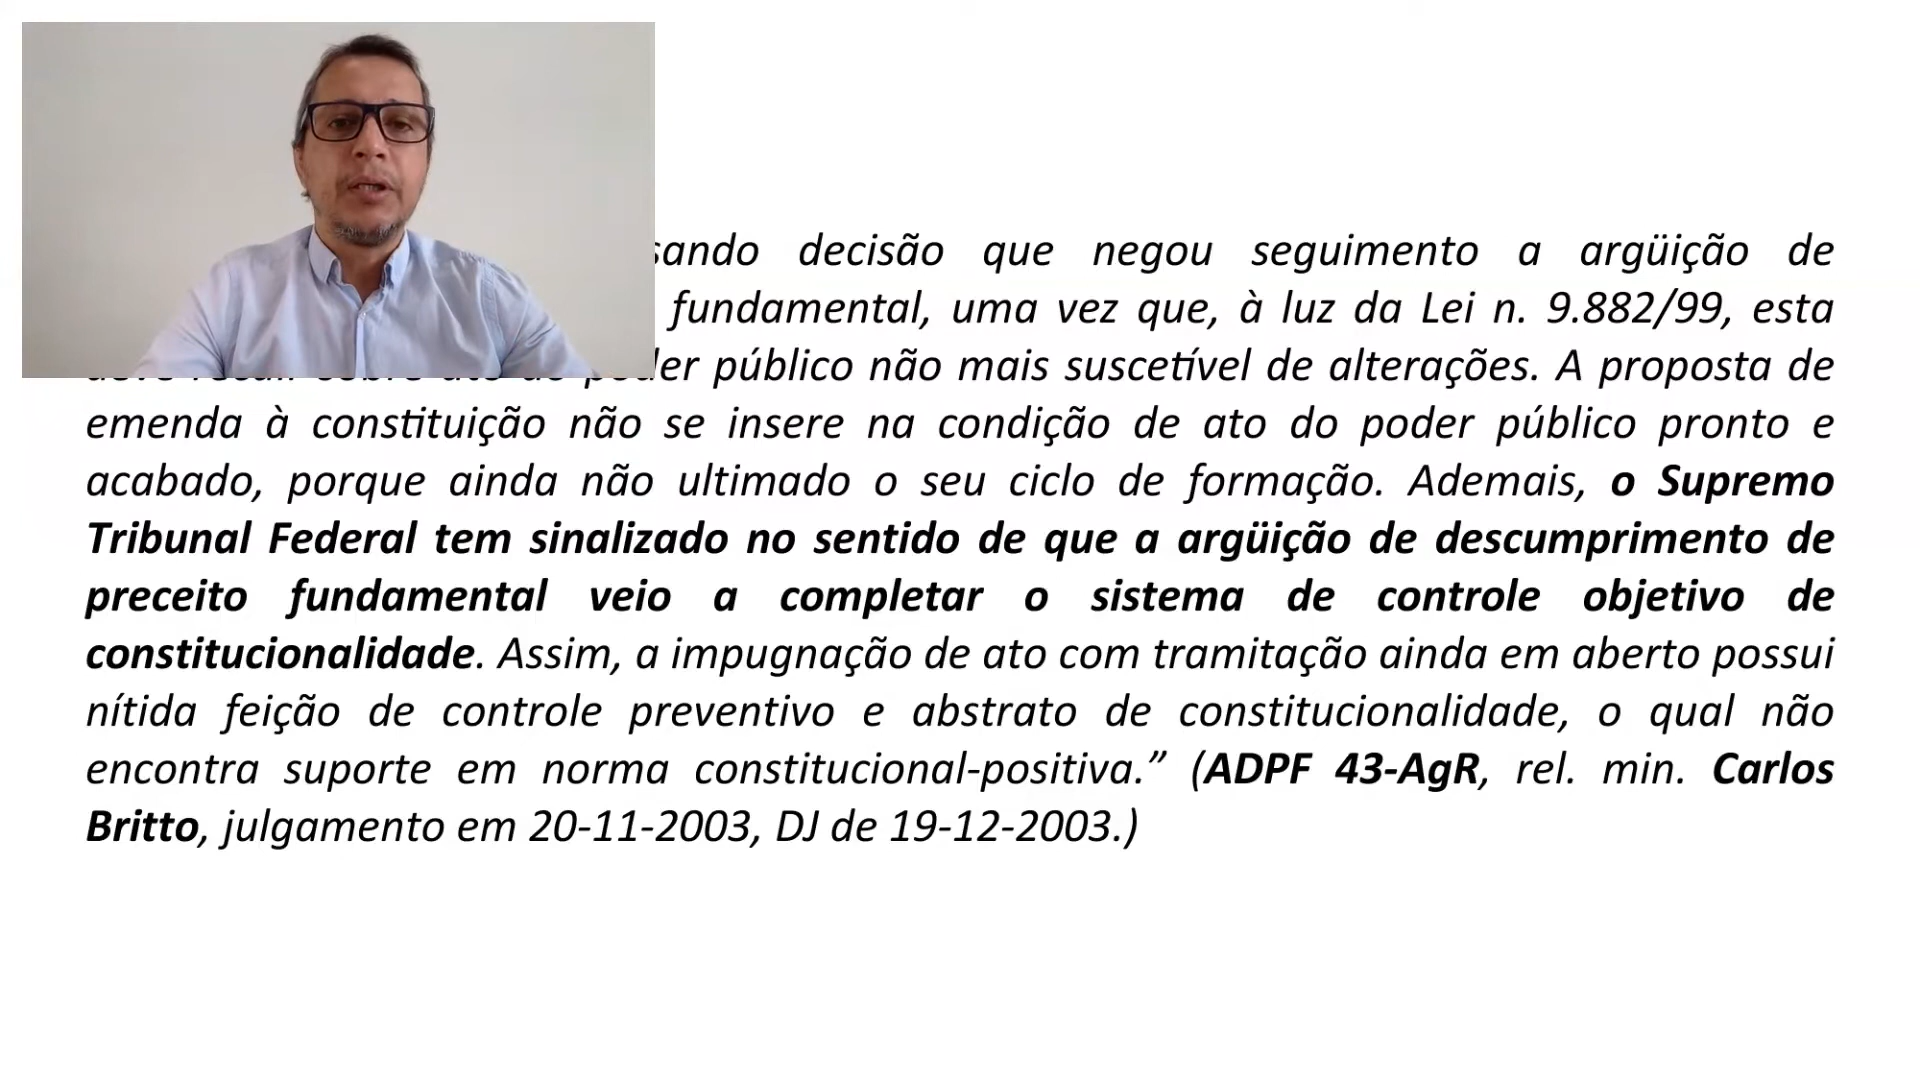 sando decisão que negou seguimento a argüição de
fundamental, uma vez que, à luz da Lei n. 9.882/99, esta
der público não mais suscetível de alterações. A proposta de
emenda à constituição não se insere na condição de ato do poder público pronto e
acabado, porque ainda não ultimado o seu ciclo de formação. Ademais, o Supremo
Tribunal Federal tem sinalizado no sentido de que a argüição de descumprimento de
preceito fundamental veio a completar o sistema de controle objetivo de
constitucionalidade. Assim, a impugnação de ato com tramitação ainda em aberto possui
nítida feição de controle preventivo e abstrato de constitucionalidade, o qual não
encontra suporte em norma constitucional-positiva.” (ADPF 43-AgR, rel. min. Carlos
Britto, julgamento em 20-11-2003, DJ de 19-12-2003.)